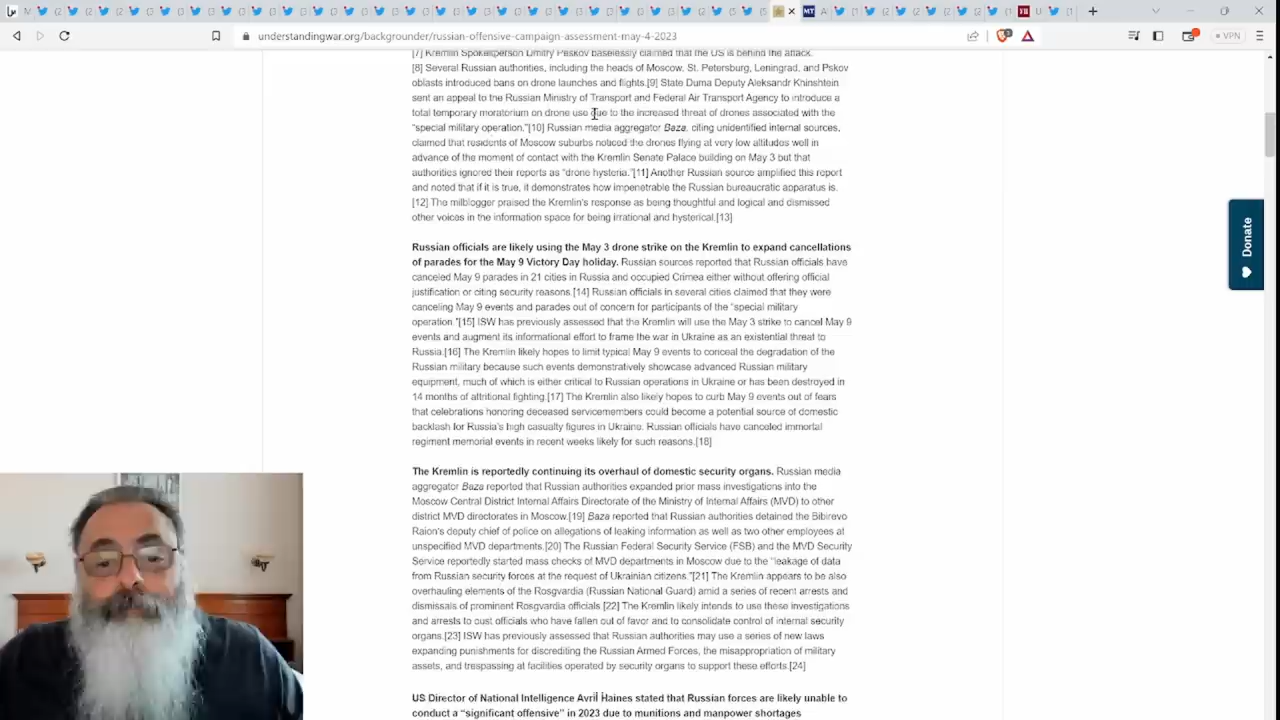 understandingwar.org/backgrounder/russian-offensive-campaign-assessment-may-4-2023
VPN
[7] Kremlin Spokesperson Dmitry Peskov baselessly claimed that the US is behind the attack.
[8] Several Russian authorities, including the heads of Moscow, St. Petersburg, Leningrad, and Pskov
oblasts introduced bans on drone launches and flights.[9] State Duma Deputy Aleksandr Khinshtein
sent an appeal to the Russian Ministry of Transport and Federal Air Transport Agency to introduce a
total temporary moratorium on drone use due to the increased threat of drones associated with the
“special military operation.”[10] Russian media aggregator Baza, citing unidentified internal sources,
claimed that residents of Moscow suburbs noticed the drones flying at very low altitudes well in
advance of the moment of contact with the Kremlin Senate Palace building on May 3 but that
authorities ignored their reports as “drone hysteria.”[11] Another Russian source amplified this report
and noted that if it is true, it demonstrates how impenetrable the Russian bureaucratic apparatus is.
[12] The milblogger praised the Kremlin's response as being thoughtful and logical and dismissed
other voices in the information space for being irrational and hysterical.[13]
Donate
Russian officials are likely using the May 3 drone strike on the Kremlin to expand cancellations
of parades for the May 9 Victory Day holiday. Russian sources reported that Russian officials have
canceled May 9 parades in 21 cities in Russia and occupied Crimea either without offering official
justification or citing security reasons.[14] Russian officials in several cities claimed that they were
canceling May 9 events and parades out of concern for participants of the “special military
operation.”[15] ISW has previously assessed that the Kremlin will use the May 3 strike to cancel May 9
events and augment its informational effort to frame the war in Ukraine as an existential threat to
Russia.[16] The Kremlin likely hopes to limit typical May 9 events to conceal the degradation of the
Russian military because such events demonstratively showcase advanced Russian military
equipment, much of which is either critical to Russian operations in Ukraine or has been destroyed in
14 months of attritional fighting.[17] The Kremlin also likely hopes to curb May 9 events out of fears
that celebrations honoring deceased servicemembers could become a potential source of domestic
backlash for Russia's high casualty figures in Ukraine. Russian officials have canceled immortal
regiment memorial events in recent weeks likely for such reasons.[18]
The Kremlin is reportedly continuing its overhaul of domestic security organs. Russian media
aggregator Baza reported that Russian authorities expanded prior mass investigations into the
Moscow Central District Internal Affairs Directorate of the Ministry of Internal Affairs (MVD) to other
district MVD directorates in Moscow.[19] Baza reported that Russian authorities detained the Bibirevo
Raion's deputy chief of police on allegations of leaking information as well as two other employees at
unspecified MVD departments.[20] The Russian Federal Security Service (FSB) and the MVD Security
Service reportedly started mass checks of MVD departments in Moscow due to the “leakage of data
from Russian security forces at the request of Ukrainian citizens.”[21] The Kremlin appears to be also
overhauling elements of the Rosgvardia (Russian National Guard) amid a series of recent arrests and
dismissals of prominent Rosgvardia officials.[22] The Kremlin likely intends to use these investigations
and arrests to oust officials who have fallen out of favor and to consolidate control of internal security
organs.[23] ISW has previously assessed that Russian authorities may use a series of new laws
expanding punishments for discrediting the Russian Armed Forces, the misappropriation of military
assets, and trespassing at facilities operated by security organs to support these efforts.[24]
US Director of National Intelligence Avril Haines stated that Russian forces are likely unable to
conduct a “significant offensive” in 2023 due to munitions and manpower shortages